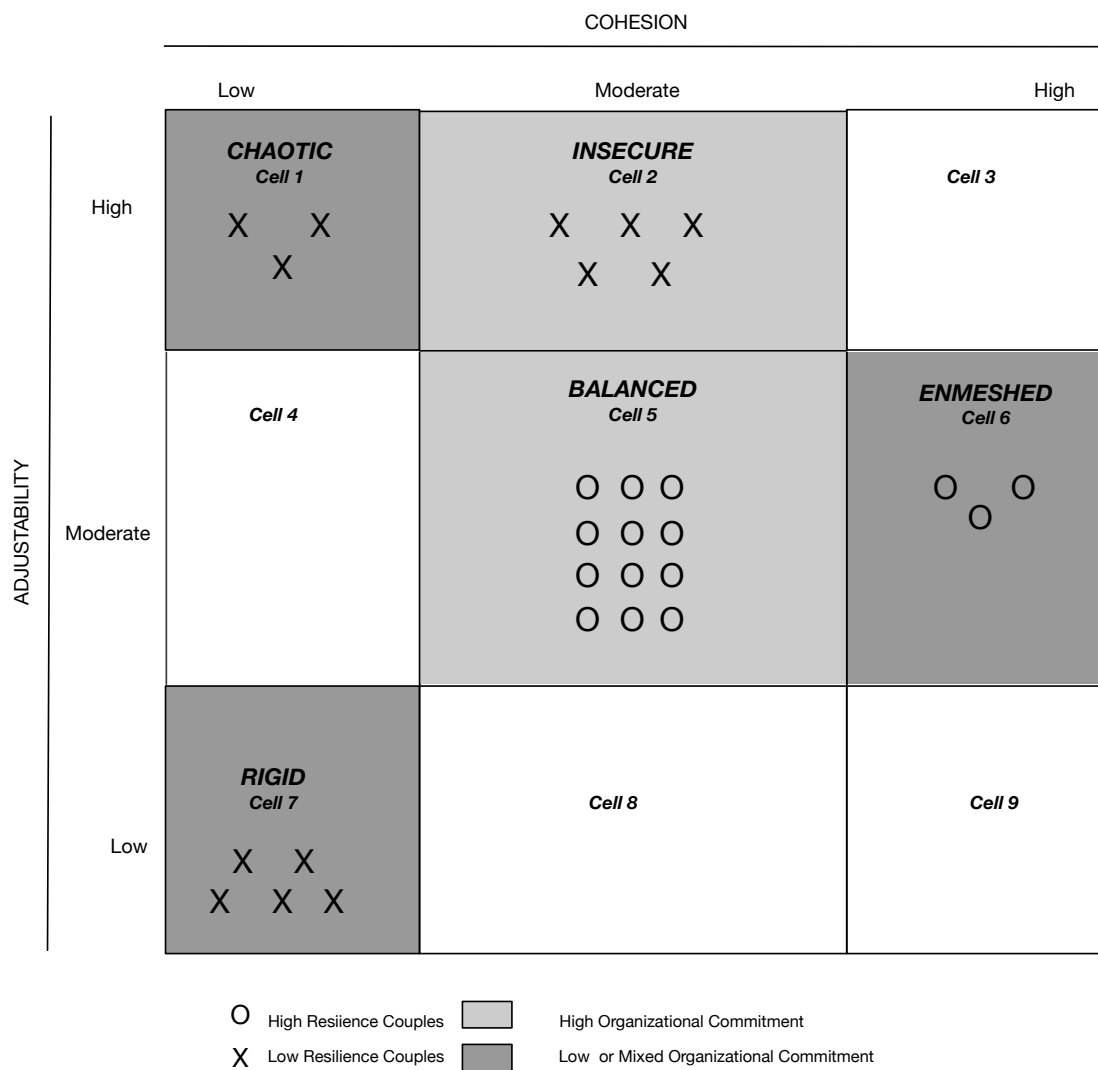 COHESION
Low Moderate High
CHAOTIC INSECURE
Cell 1 Cell 2 Cell 3
High
X X X X X
X X X
BALANCED ENMESHED
Cell 4 Cell 5 Cell 6
O O O O O
O
ADJUSTABILITY
Moderate O O O
O O O
O O O
RIGID
Cell 7 Cell 8 Cell 9
Low
X X
X X X
O High Resiience Couples High Organizational Commitment
X Low Resilience Couples Low or Mixed Organizational Commitment